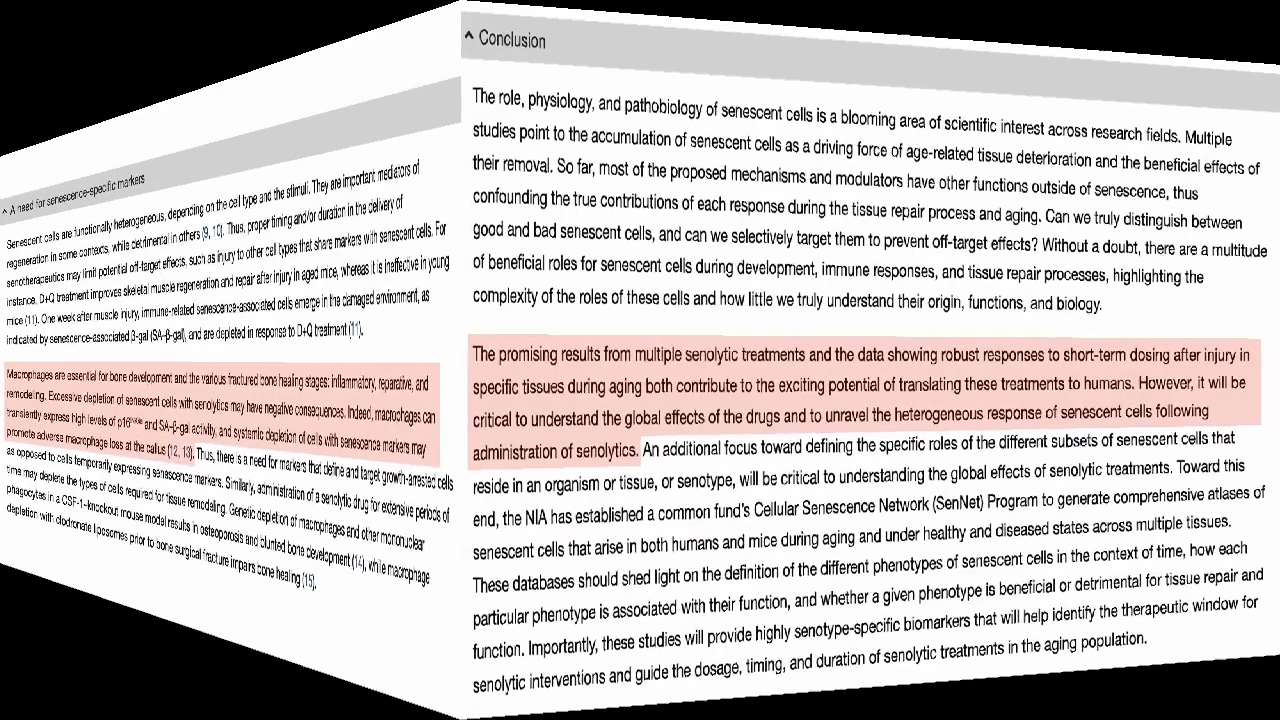 ^ A need for senescence-specific markers
Senescent cells are functionally heterogeneous, depending on the cell type and the stimuli. They are important mediators of
regeneration in some contexts, while detrimental in others (9, 10). Thus, proper timing and/or duration in the delivery of
senotherapeutics may limit potential off-target effects, such as injury to other cell types that share markers with senescent cells. For
instance, D+Q treatment improves skeletal muscle regeneration and repair after injury in aged mice, whereas it is ineffective in young
mice (11). One week after muscle injury, immune-related senescence-associated cells emerge in the damaged environment, as
indicated by senescence-associated β-gal (SA-β-gal), and are depleted in response to D+Q treatment (11).
Macrophages are essential for bone development and the various fractured bone healing stages: inflammatory, reparative, and
remodeling. Excessive depletion of senescent cells with senolytics may have negative consequences. Indeed, macrophages can
transiently express high levels of p16 and SA-β-gal activity, and systemic depletion of cells with senescence markers may
promote adverse macrophage loss at the callus (12, 13). Thus, there is a need for markers that define and target growth-arrested cells
as opposed to cells temporarily expressing senescence markers. Similarly, administration of a senolytic drug for extensive periods of
time may deplete the types of cells required for tissue remodeling. Genetic depletion of macrophages and other mononuclear
phagocytes in a CSF-1–knockout mouse model results in osteoporosis and blunted bone development (14), while macrophage
depletion with clodronate liposomes prior to bone surgical fracture impairs bone healing (15).
^ Conclusion
The role, physiology, and pathobiology of senescent cells is a blooming area of scientific interest across research fields. Multiple
studies point to the accumulation of senescent cells as a driving force of age-related tissue deterioration and the beneficial effects of
their removal. So far, most of the proposed mechanisms and modulators have other functions outside of senescence, thus
confounding the true contributions of each response during the tissue repair process and aging. Can we truly distinguish between
good and bad senescent cells, and can we selectively target them to prevent off-target effects? Without a doubt, there are a multitude
of beneficial roles for senescent cells during development, immune responses, and tissue repair processes, highlighting the
complexity of the roles of these cells and how little we truly understand their origin, functions, and biology.
The promising results from multiple senolytic treatments and the data showing robust responses to short-term dosing after injury in
specific tissues during aging both contribute to the exciting potential of translating these treatments to humans. However, it will be
critical to understand the global effects of the drugs and to unravel the heterogeneous response of senescent cells following
administration of senolytics. An additional focus toward defining the specific roles of the different subsets of senescent cells that
reside in an organism or tissue, or senotype, will be critical to understanding the global effects of senolytic treatments. Toward this
end, the NIA has established a common fund's Cellular Senescence Network (SenNet) Program to generate comprehensive atlases of
senescent cells that arise in both humans and mice during aging and under healthy and diseased states across multiple tissues.
These databases should shed light on the definition of the different phenotypes of senescent cells in the context of time, how each
particular phenotype is associated with their function, and whether a given phenotype is beneficial or detrimental for tissue repair and
function. Importantly, these studies will provide highly senotype-specific biomarkers that will help identify the therapeutic window for
senolytic interventions and guide the dosage, timing, and duration of senolytic treatments in the aging population.